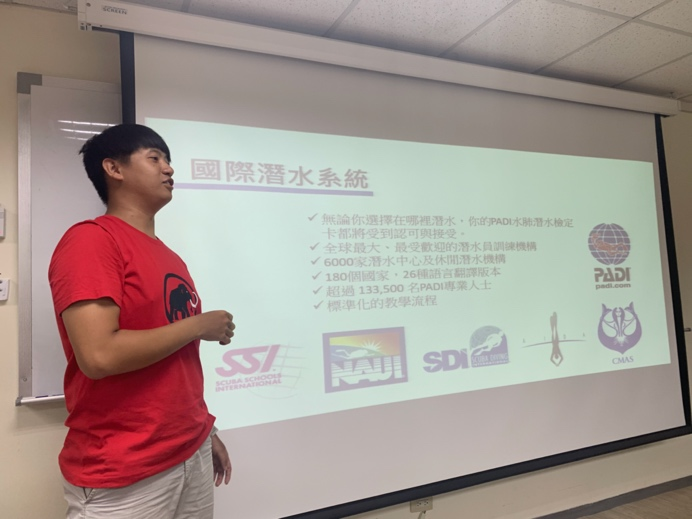 國際潛水系統
✓ 無論你選擇在哪裡潛水，你的PADI水肺潛水檢定
卡都將受到認可與接受。
✓ 全球最大、最受歡迎的潛水員訓練機構
✓ 6000家潛水中心及休閒潛水機構
✓ 180個國家，26種語言翻譯版本
✓ 超過 133,500 名PADI專業人士
✓ 標準化的教學流程
PADI
padi.com
SSI
SCUBA SCHOOLS
INTERNATIONAL
NAUI
SDI
SCUBA DIVING
CMAS